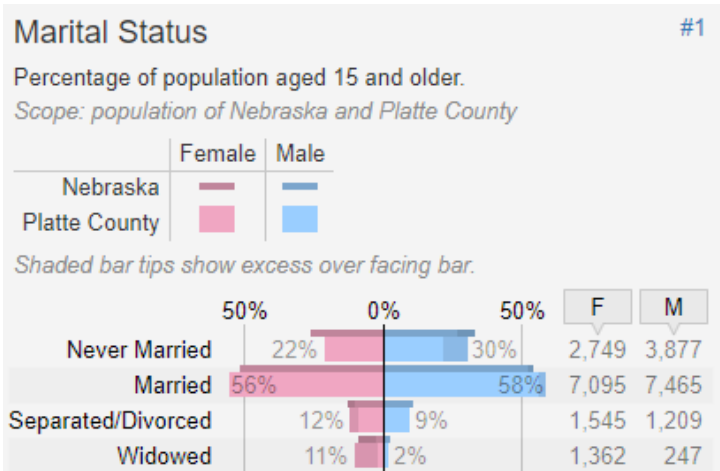 Marital Status #1
Percentage of population aged 15 and older.
Scope: population of Nebraska and Platte County
Female Male
Nebraska
Platte County
Shaded bar tips show excess over facing bar.
50% 0% 50% F M
Never Married 22% 30% 2,749 3,877
Married 56% 58% 7,095 7,465
Separated/Divorced 12% 9% 1,545 1,209
Widowed 11% 2% 1,362 247